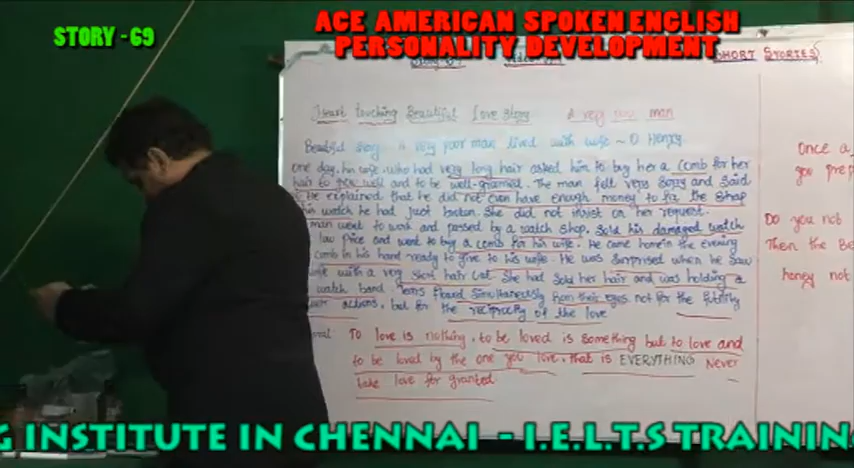 STORY - 69
ACE AMERICAN SPOKEN ENGLISH
PERSONALITY DEVELOPMENT
SHORT STORIES
Heart touching Beautiful Love story A very man
Beautiful story - A very poor man lived with wife ~ O Henry
One day, his wife, who had very long hair asked him to buy her a comb for her
hair to grow well and to be well-groomed. The man felt very sorry and said
He explained that he did not even have enough money to fix the strap
his watch he had just broken. She did not insist on her request.
man went to work and passed by a watch shop, sold his damaged watch
low price and went to buy a comb for his wife. He came home in the evening
comb in his hand ready to give to his wife. He was surprised when he saw
wife with a very short hair cut. She had sold her hair and was holding a
watch band. Tears flowed simultaneously from their eyes not for the futility
actions, but for the reciprocity of the love
To love is nothing, to be loved is something but to love and
to be loved by the one you love, that is EVERYTHING Never
take love for granted
Once a
you prep
Do you not
Then the Be
honey not
G INSTITUTE in CHENNAI - I.E.L.T.S TRAINING